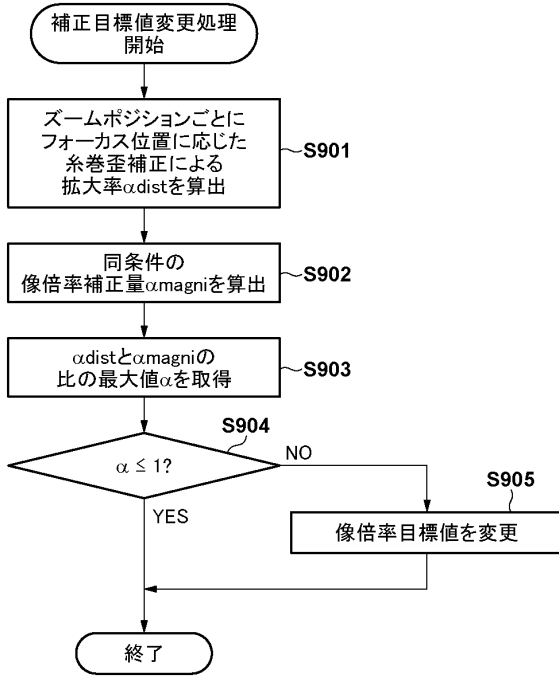 補正目標値変更処理
開始
ズームポジションごとに
フォーカス位置に応じた
糸巻歪補正による
拡大率αdistを算出
S901
同条件の
像倍率補正量αmagniを算出
S902
αdistとαmagniの
比の最大値αを取得
S903
S904
α ≤ 1?
NO
YES
S905
像倍率目標値を変更
終了